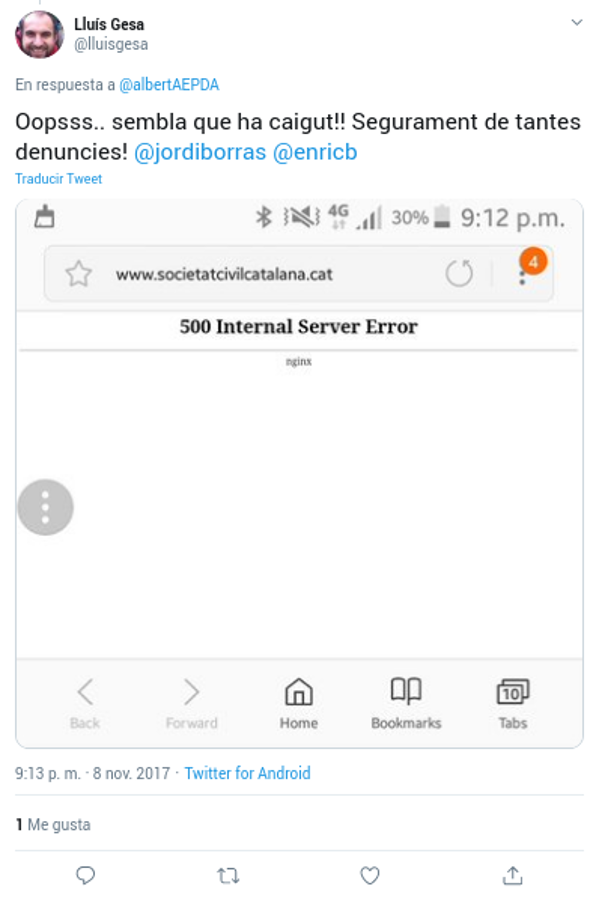 Lluís Gesa
@lluisgesa
En respuesta a @albertAEPDA
Oopsss.. sembla que ha caigut!! Segurament de tantes
denuncies! @jordiborras @enricb
Traducir Tweet
4G 30% 9:12 p.m.
www.societatcivilcatalana.cat 4
500 Internal Server Error
nginx
10
Back Forward Home Bookmarks Tabs
9:13 p. m. · 8 nov. 2017 · Twitter for Android
1 Me gusta